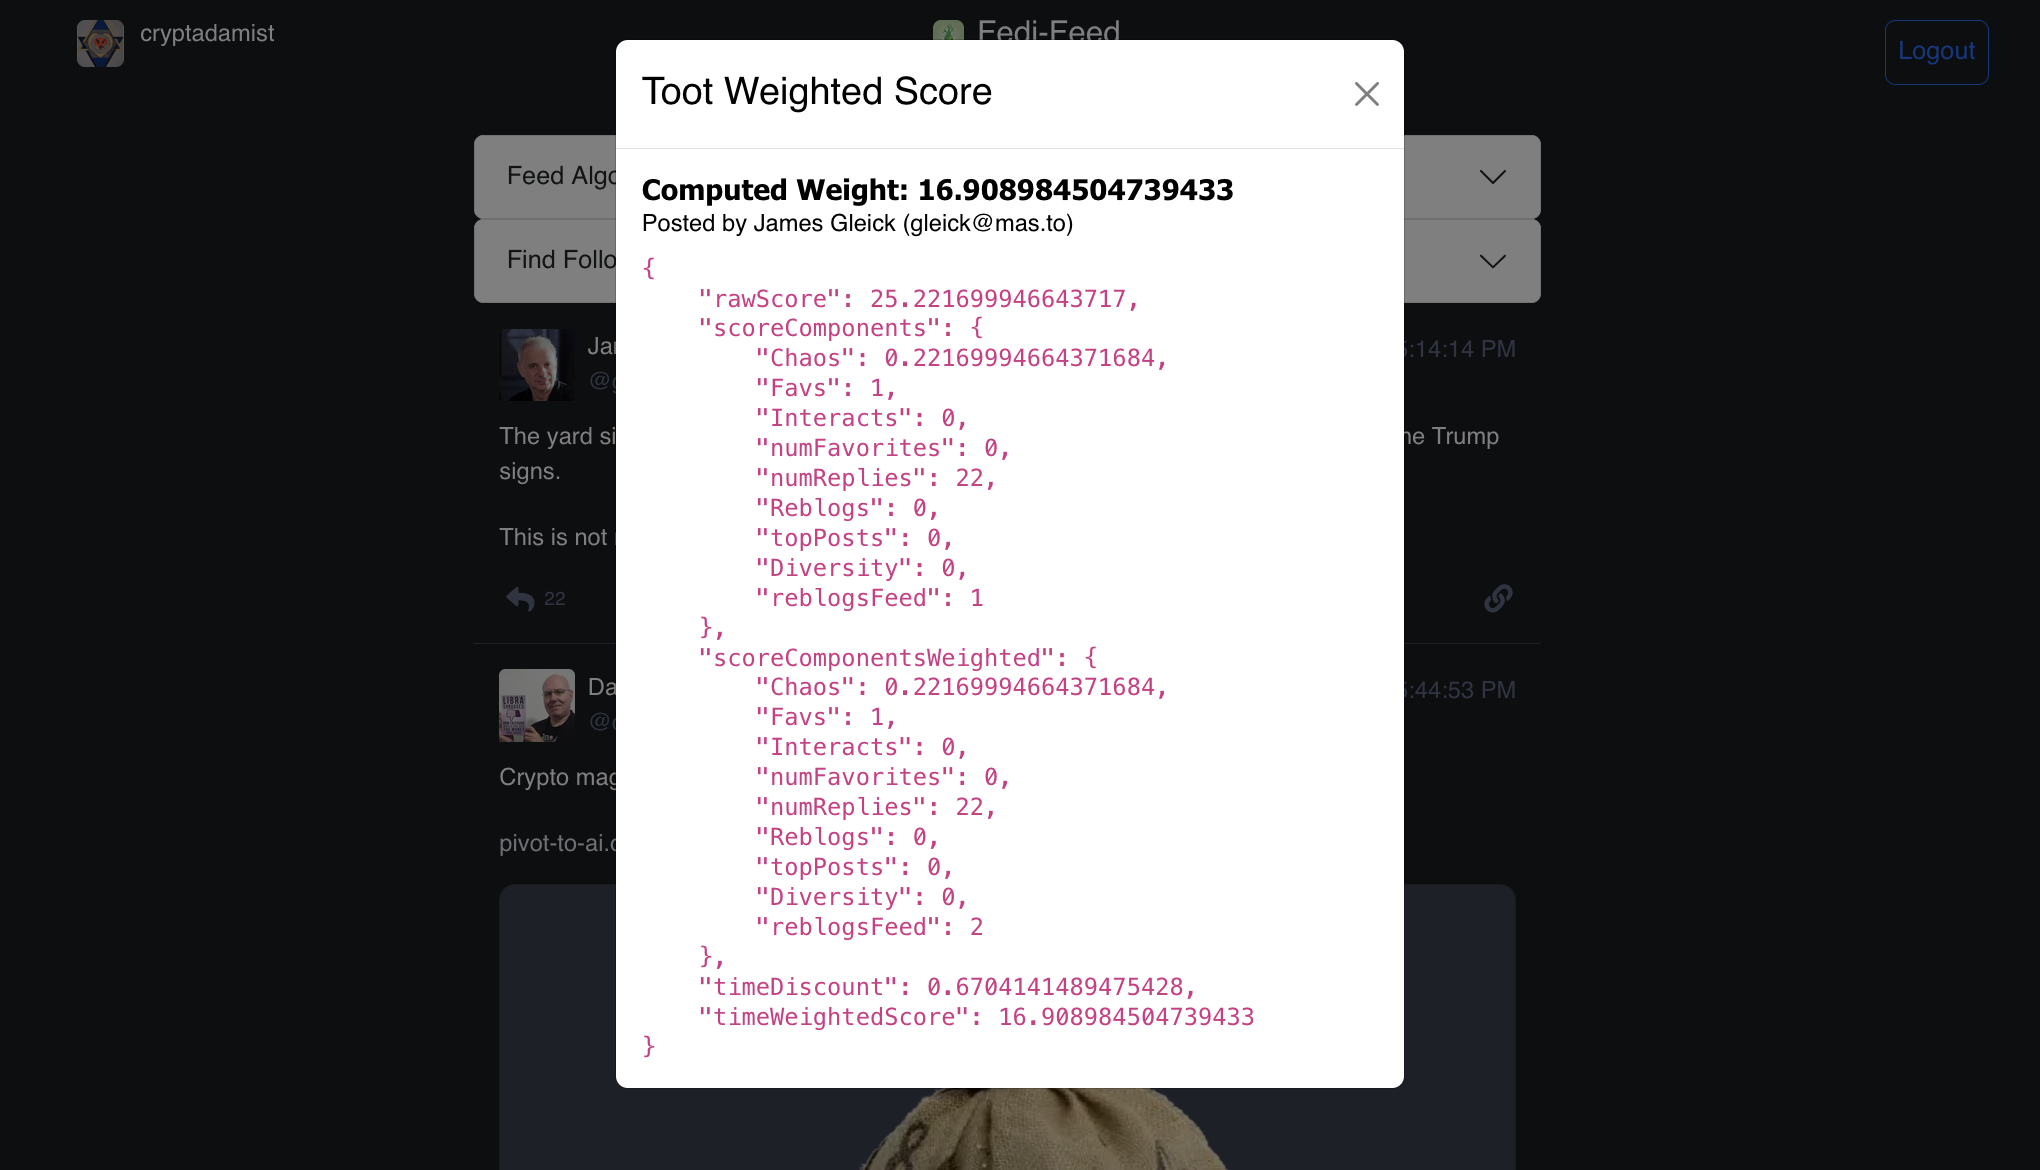 cryptadamist
Fedi-Feed
Logout
Toot Weighted Score
Feed Algo
Find Follo
Computed Weight: 16.908984504739433
Posted by James Gleick (gleick@mas.to)
{
"rawScore": 25.221699946643717,
"scoreComponents": {
"Chaos": 0.22169994664371684,
"Favs": 1,
"Interacts": 0,
"numFavorites": 0,
"numReplies": 22,
"Reblogs": 0,
"topPosts": 0,
"Diversity": 0,
"reblogsFeed": 1
},
"scoreComponentsWeighted": {
"Chaos": 0.22169994664371684,
"Favs": 1,
"Interacts": 0,
"numFavorites": 0,
"numReplies": 22,
"Reblogs": 0,
"topPosts": 0,
"Diversity": 0,
"reblogsFeed": 2
},
"timeDiscount": 0.6704141489475428,
"timeWeightedScore": 16.908984504739433
}
:14:14 PM
The yard si
Trump
signs.
This is not
22
Da
:44:53 PM
Crypto mag
pivot-to-ai.
LIBRA